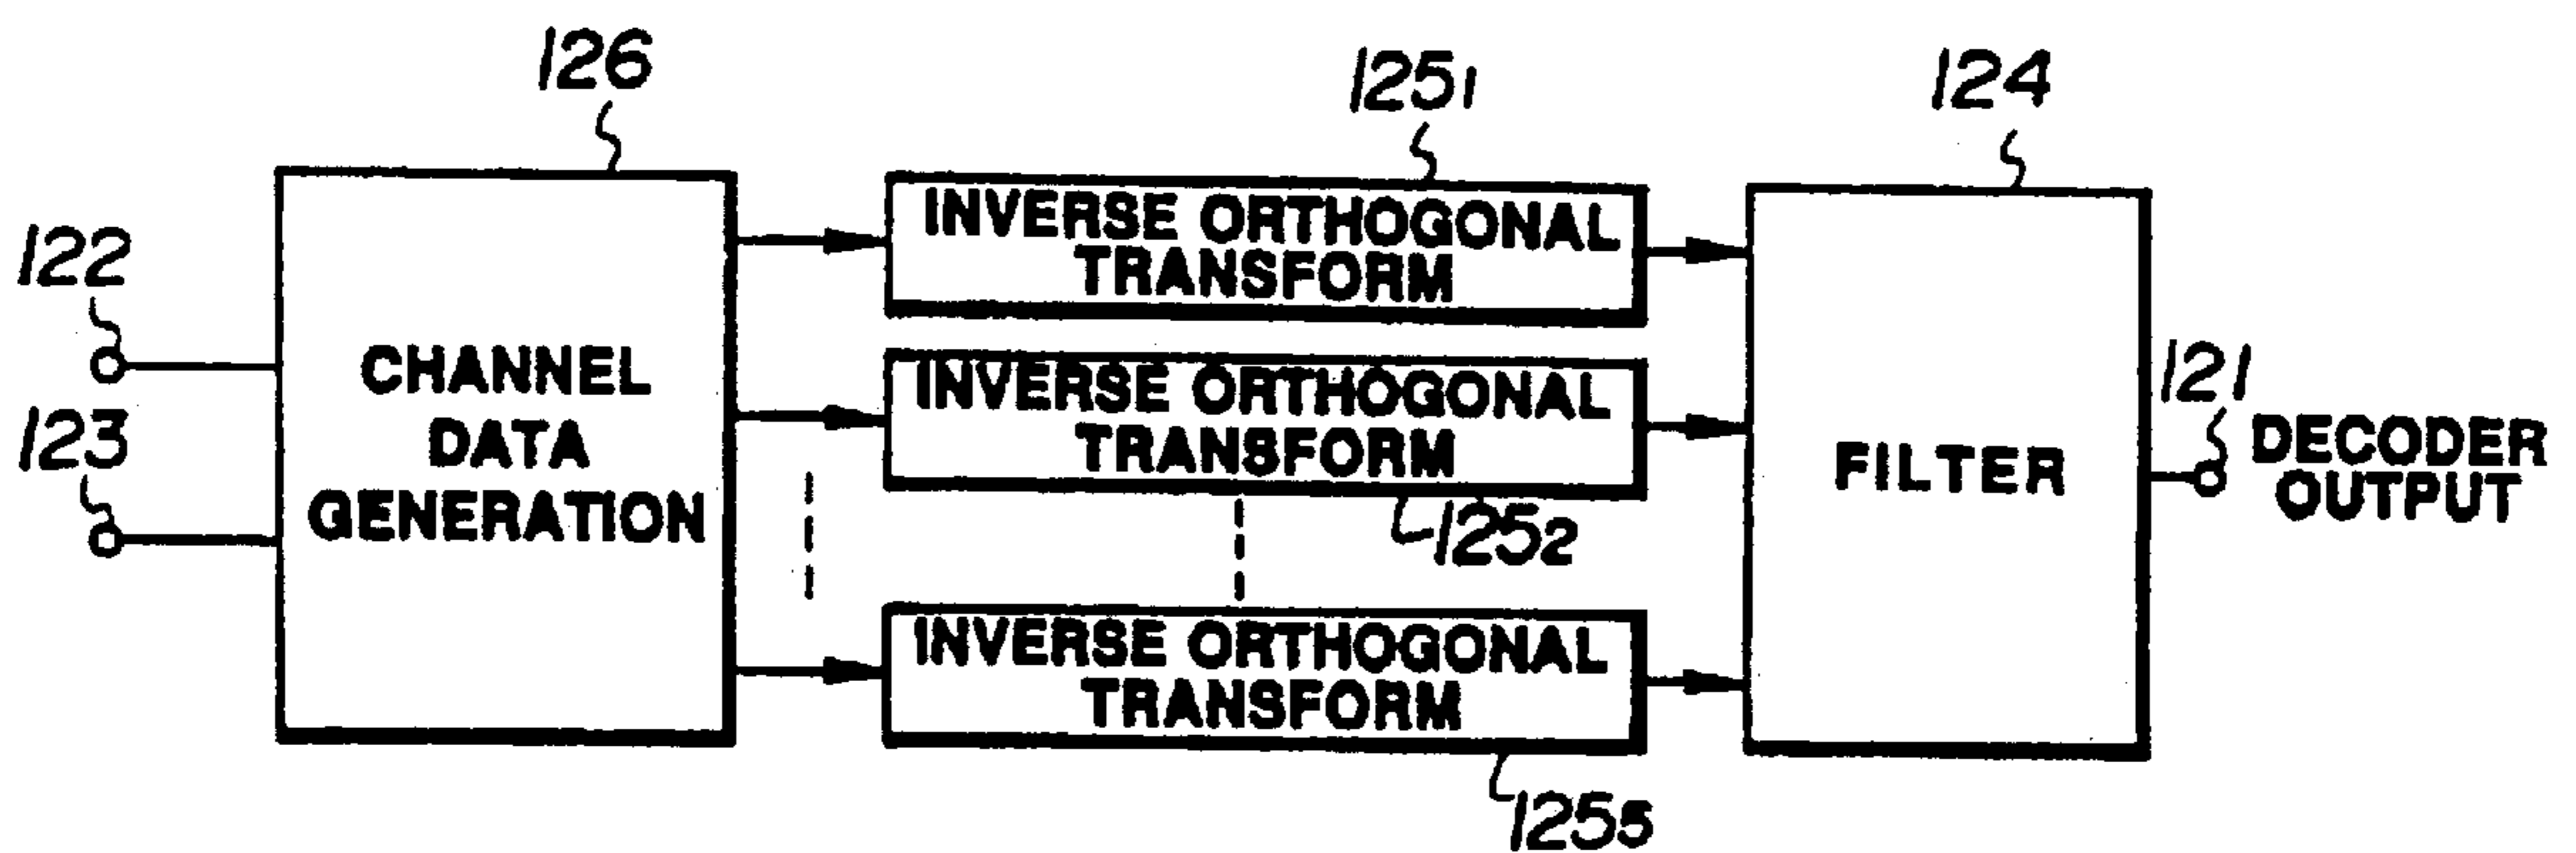 126
125₁
124
122
123
CHANNEL
DATA
GENERATION
INVERSE ORTHOGONAL
TRANSFORM
INVERSE ORTHOGONAL
TRANSFORM
125₂
INVERSE ORTHOGONAL
TRANSFORM
125₅
FILTER
121
DECODER
OUTPUT